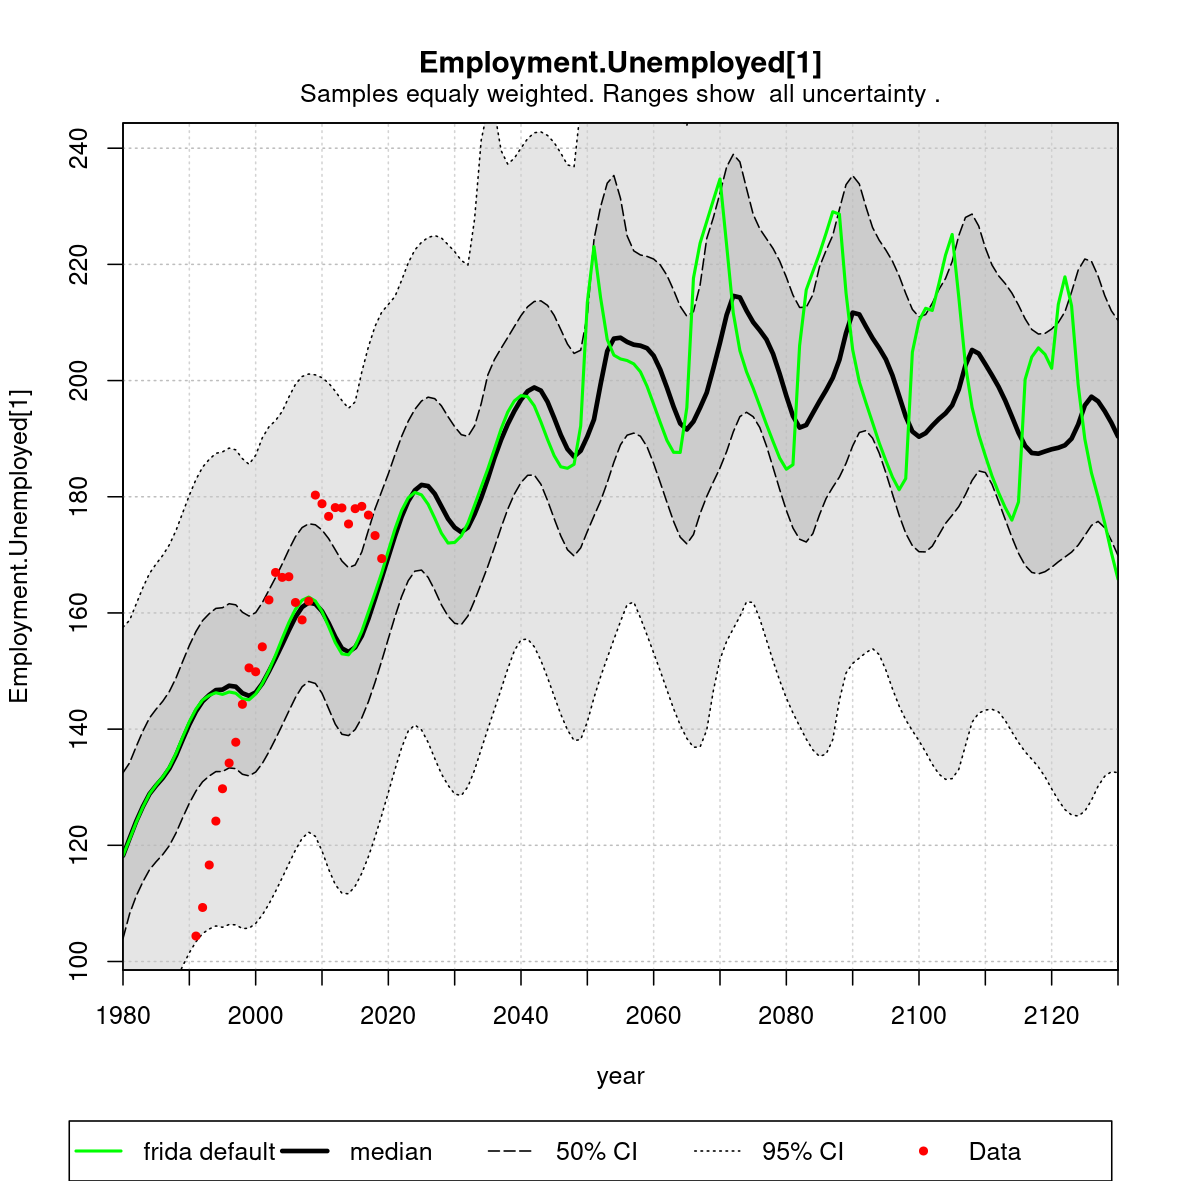 Employment.Unemployed[1]
Samples equaly weighted. Ranges show  all uncertainty .
Employment.Unemployed[1]
240
220
200
180
160
140
120
100
1980 2000 2020 2040 2060 2080 2100 2120
year
frida default median 50% CI 95% CI Data